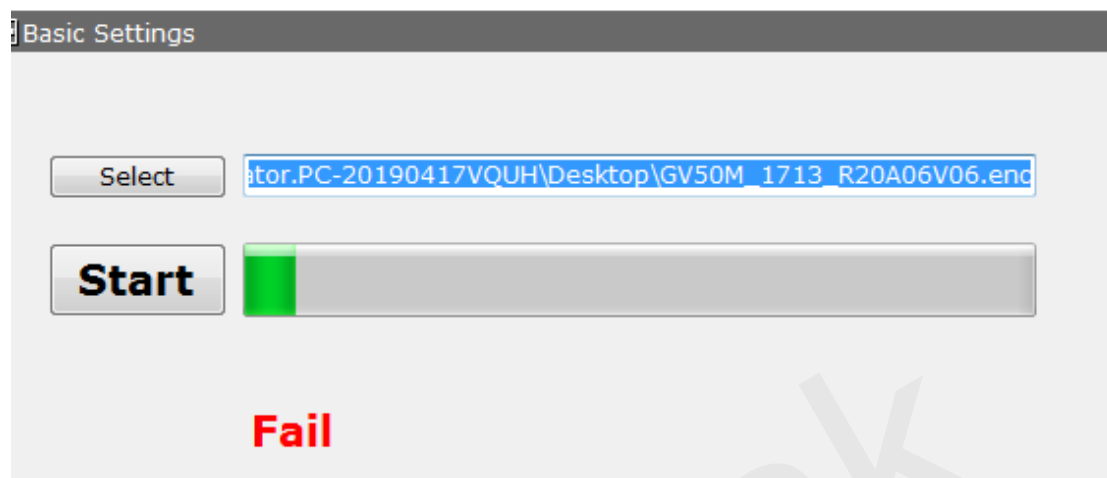 Basic Settings
Select
ator.PC-20190417VQUH\Desktop\GV50M_1713_R20A06V06.enc
Start
Fail